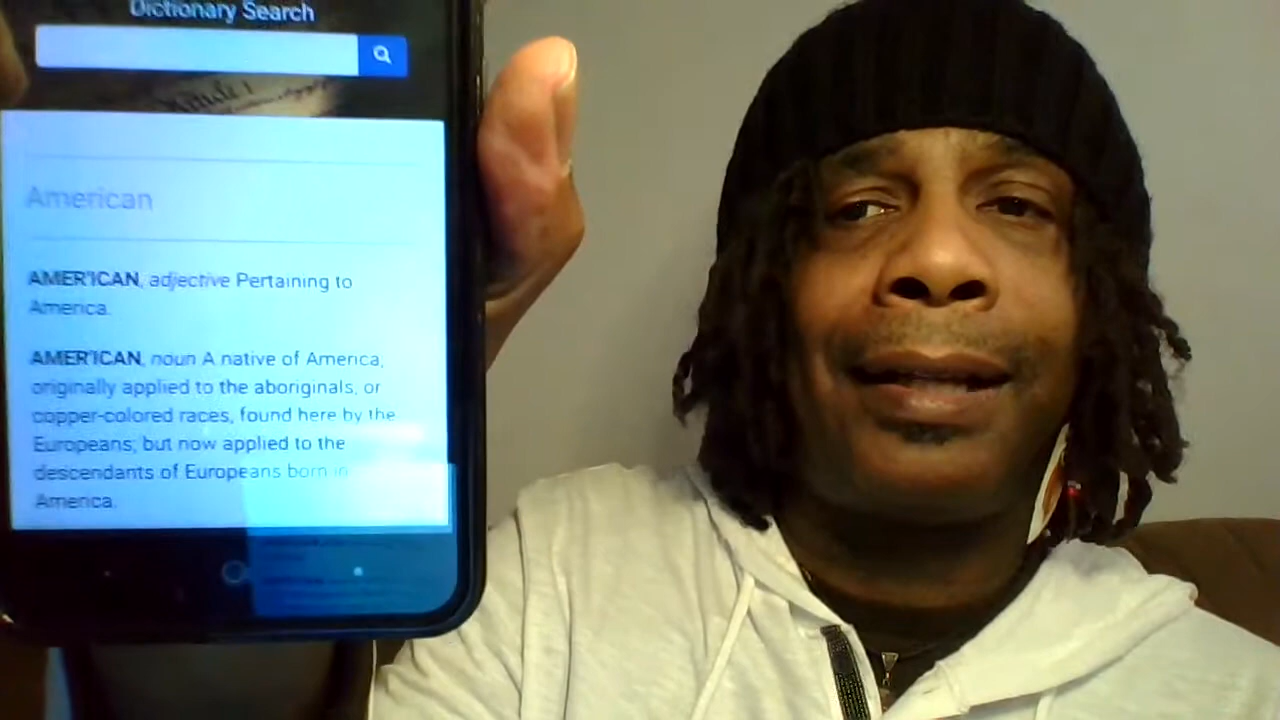 Dictionary Search
American
AMER'ICAN, adjective Pertaining to
America.
AMER'ICAN, noun A native of America,
originally applied to the aboriginals, or
copper-colored races, found here by the
Europeans; but now applied to the
descendants of Europeans born in
America.